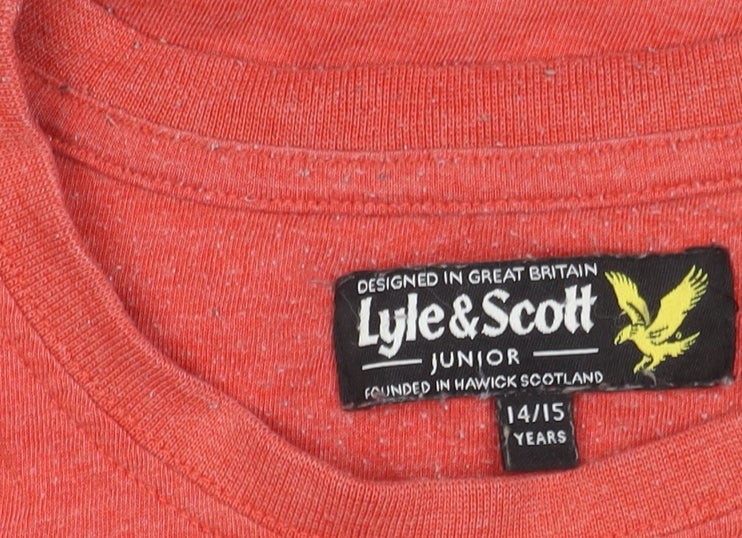 DESIGNED IN GREAT BRITAIN
Lyle & Scott
JUNIOR
FOUNDED IN HAWICK SCOTLAND
14/15
YEARS